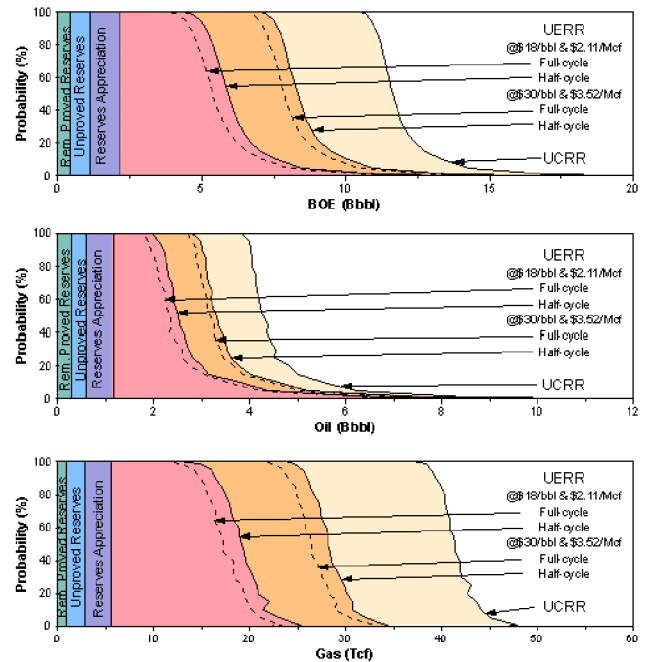 Probability (%)
100
80
60
40
20
0
Rem. Proved Reserves
Unproved Reserves
Reserves Appreciation
UERR
@$18/bbl & $2.11/Mcf
Full-cycle
Half-cycle
@$30/bbl & $3.52/Mcf
Full-cycle
Half-cycle
UCRR
0 5 10 15 20
BOE (Bbbl)
Probability (%)
100
80
60
40
20
0
Rem. Proved Reserves
Unproved Reserves
Reserves Appreciation
UERR
@$18/bbl & $2.11/Mcf
Full-cycle
Half-cycle
@$30/bbl & $3.52/Mcf
Full-cycle
Half-cycle
UCRR
0 2 4 6 8 10 12
Oil (Bbbl)
Probability (%)
100
80
60
40
20
0
Rem. Proved Reserves
Unproved Reserves
Reserves Appreciation
UERR
@$18/bbl & $2.11/Mcf
Full-cycle
Half-cycle
@$30/bbl & $3.52/Mcf
Full-cycle
Half-cycle
UCRR
0 10 20 30 40 50 60
Gas (Tcf)